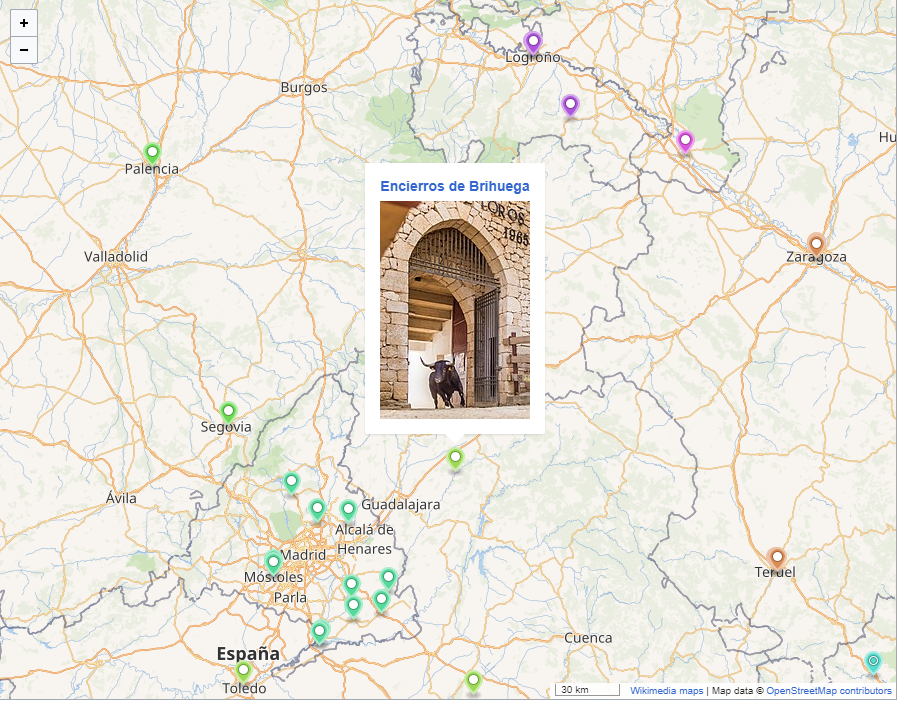 +
−
Logroño
Burgos
Hu
Palencia
Encierros de Brihuega
TOROS
1965
Valladolid
Zaragoza
Segovia
Ávila
Guadalajara
Alcalá de
Henares
Madrid
Móstoles
Teruel
Parla
Cuenca
España
Toledo
30 km
Wikimedia maps | Map data © OpenStreetMap contributors